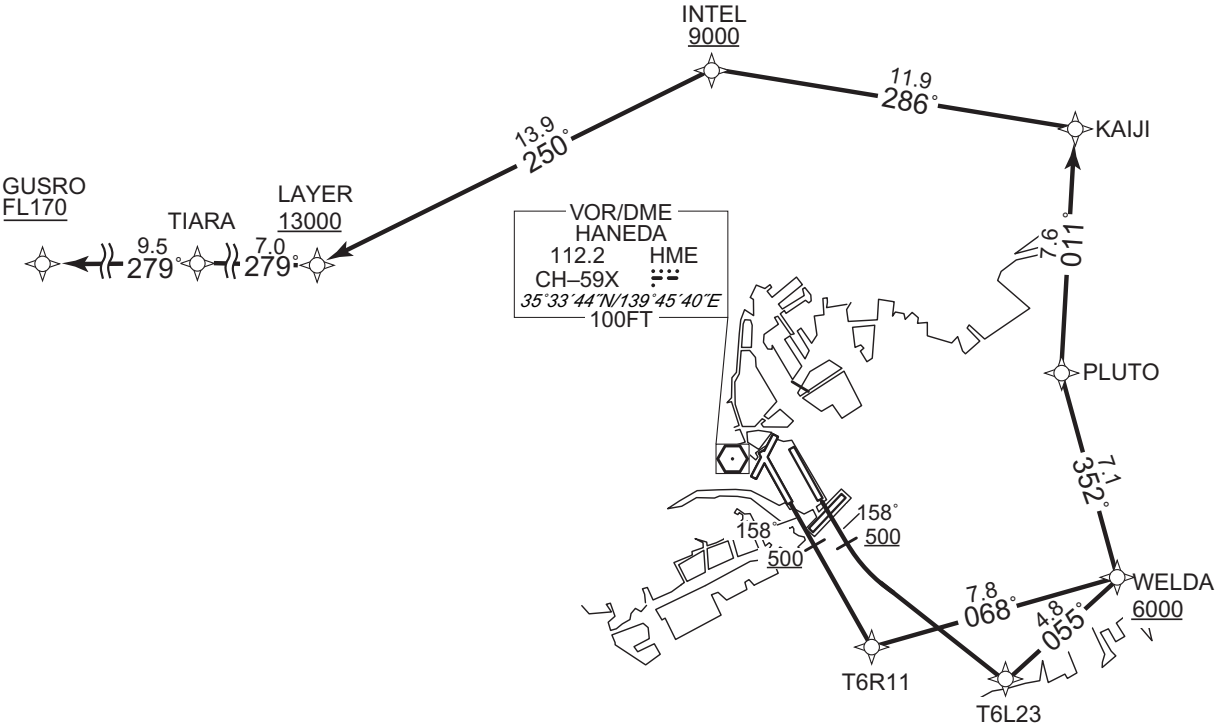 INTEL
9000
11.9
286°
KAIJI
13.9
250°
GUSRO
FL170
LAYER
13000
TIARA
9.5
279°
7.0
279°
VOR/DME
HANEDA
112.2 HME
CH–59X
35°33´44˝N/139°45´40˝E
100FT
7.6
011°
PLUTO
7.1
352°
158°
500
158°
500
WELDA
6000
7.8
068°
4.8
055°
T6R11
T6L23